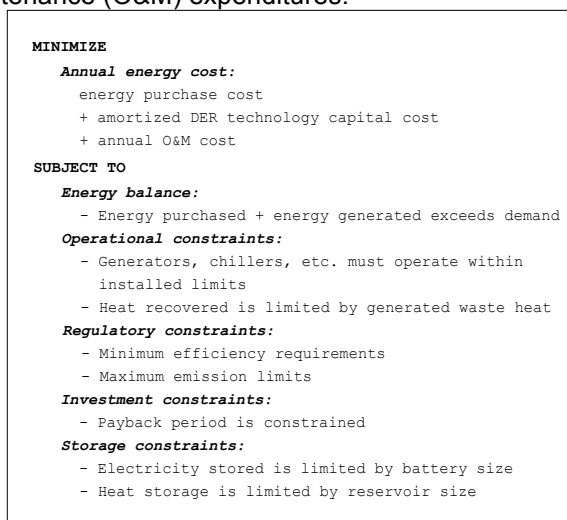 tenance (O&M) expenditures.
MINIMIZE
Annual energy cost:
energy purchase cost
+ amortized DER technology capital cost
+ annual O&M cost
SUBJECT TO
Energy balance:
- Energy purchased + energy generated exceeds demand
Operational constraints:
- Generators, chillers, etc. must operate within
installed limits
- Heat recovered is limited by generated waste heat
Regulatory constraints:
- Minimum efficiency requirements
- Maximum emission limits
Investment constraints:
- Payback period is constrained
Storage constraints:
- Electricity stored is limited by battery size
- Heat storage is limited by reservoir size